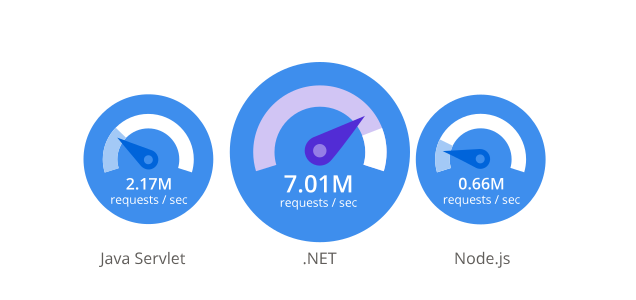 2.17M
requests / sec
Java Servlet
7.01M
requests / sec
.NET
0.66M
requests / sec
Node.js